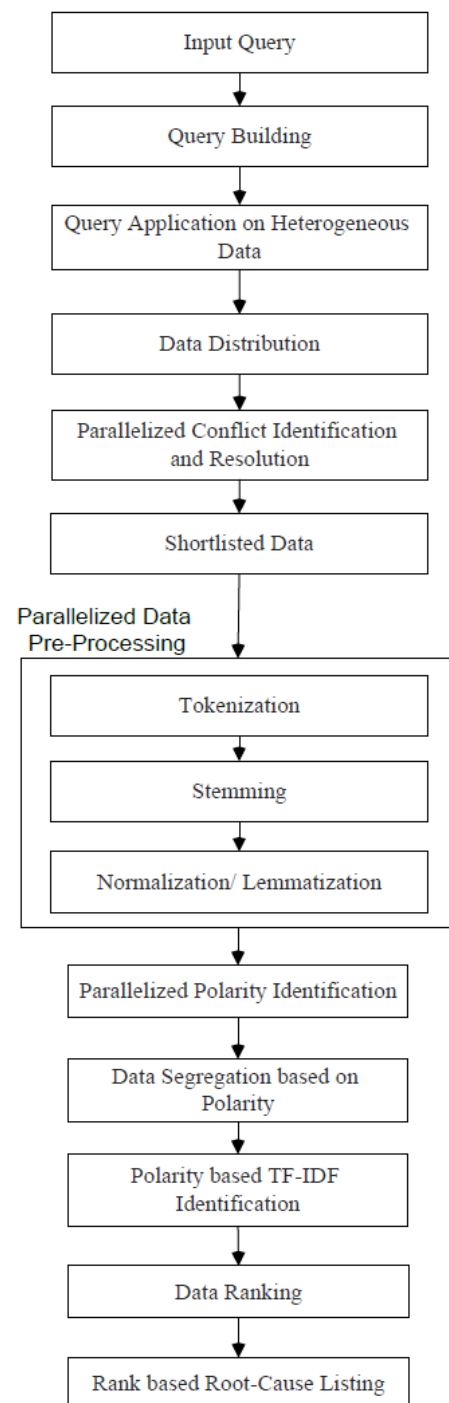 Input Query
Query Building
Query Application on Heterogeneous
Data
Data Distribution
Parallelized Conflict Identification
and Resolution
Shortlisted Data
Parallelized Data
Pre-Processing
Tokenization
Stemming
Normalization/ Lemmatization
Parallelized Polarity Identification
Data Segregation based on
Polarity
Polarity based TF-IDF
Identification
Data Ranking
Rank based Root-Cause Listing